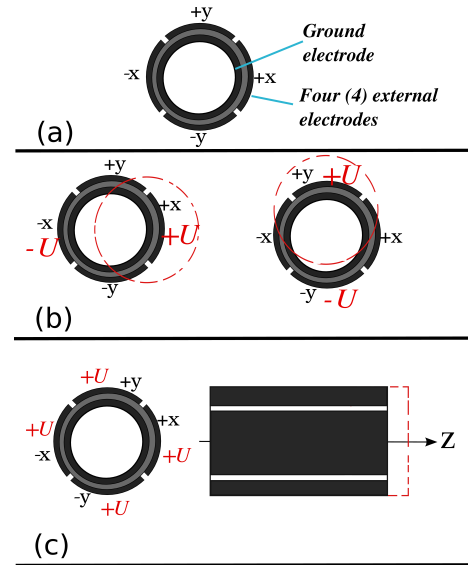 +y
Ground
electrode
-x
+x
Four (4) external
electrodes
-y
(a)
+y
+x
-x
-U
+U
-y
+y
+U
-x
+x
-y
-U
(b)
+U
+y
+U
+x
-x
+U
-y
+U
Z
(c)